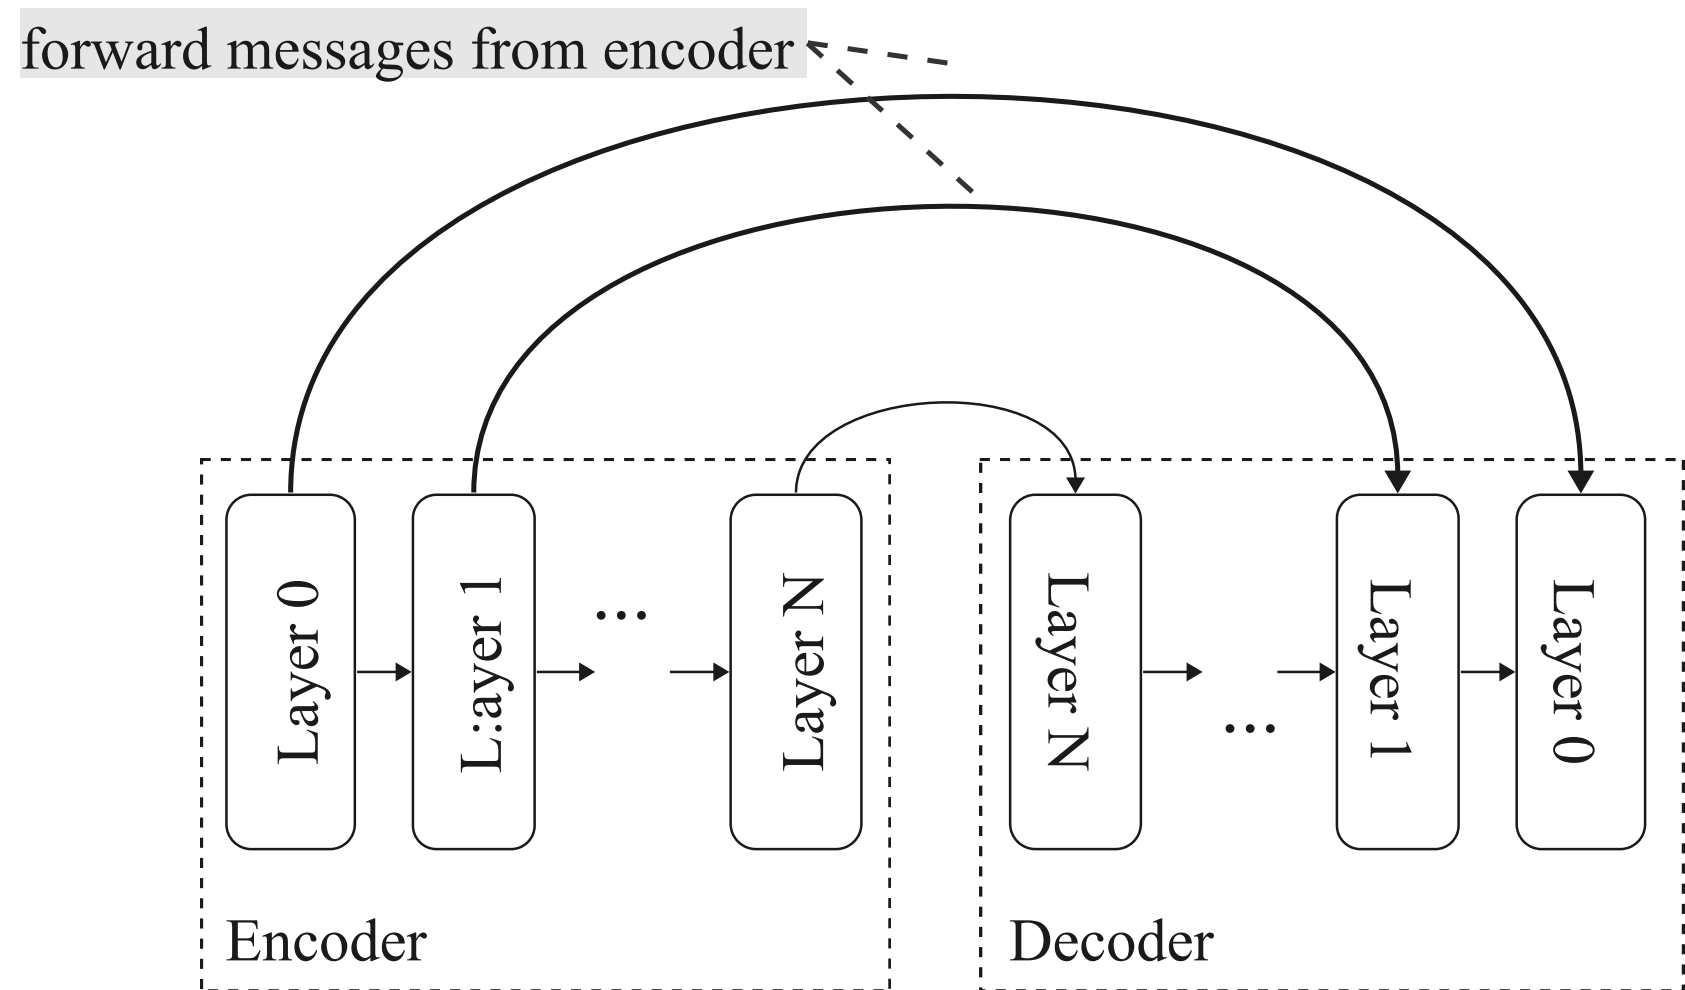 forward messages from encoder
Layer 0
L:ayer 1
...
Layer N
Layer N
...
Layer 1
Layer 0
Encoder
Decoder